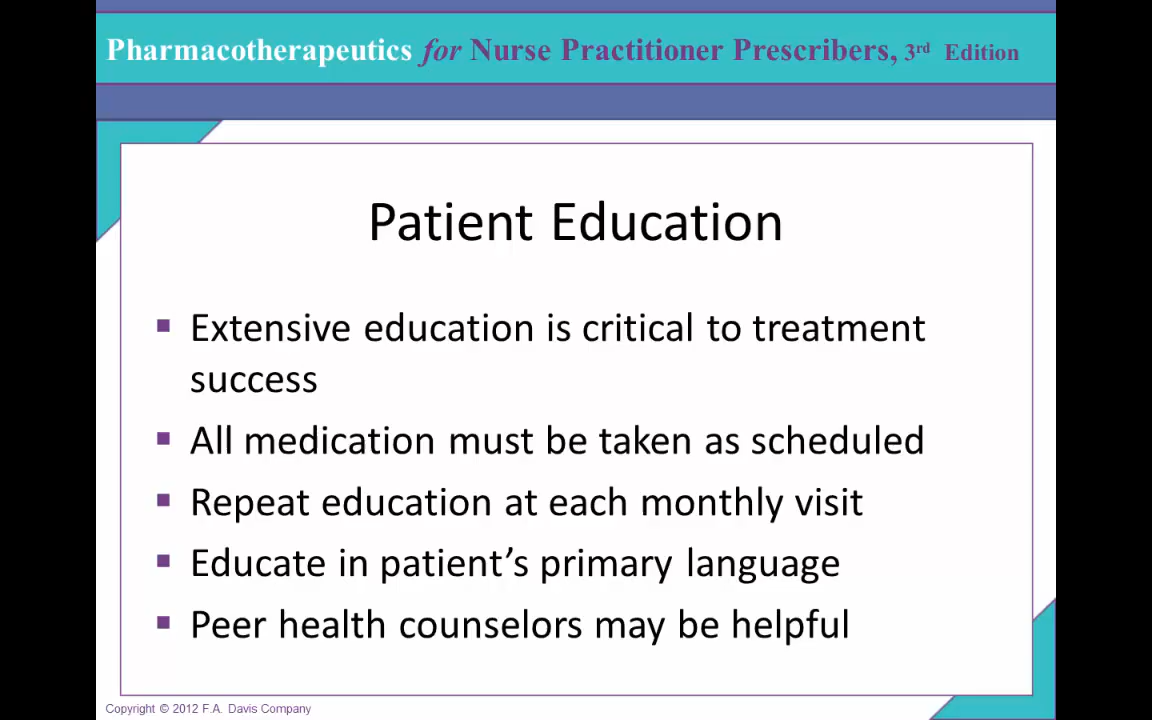 Pharmacotherapeutics for Nurse Practitioner Prescribers, 3rd Edition
Patient Education
▪ Extensive education is critical to treatment
success
▪ All medication must be taken as scheduled
▪ Repeat education at each monthly visit
▪ Educate in patient’s primary language
▪ Peer health counselors may be helpful
Copyright © 2012 F.A. Davis Company